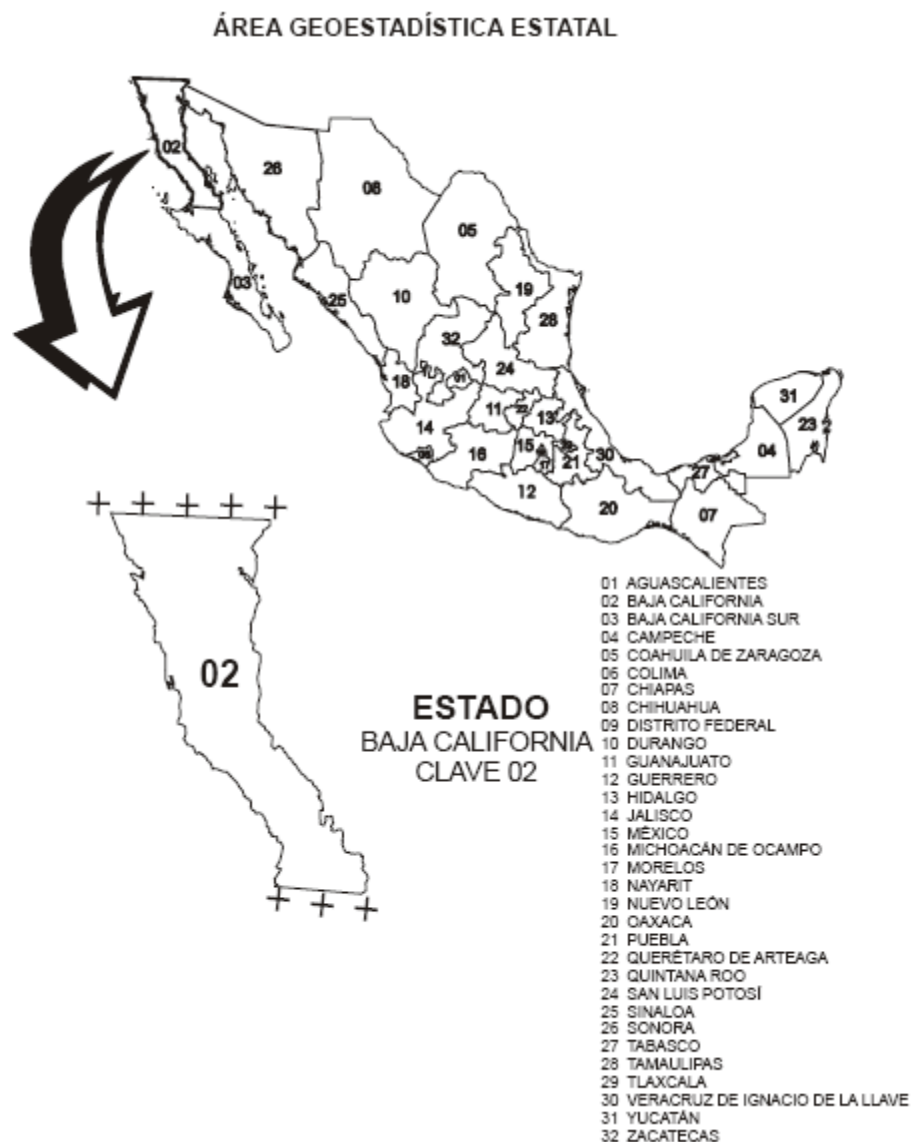 ÁREA GEOESTADÍSTICA ESTATAL
02
26
08
05
03
25
10
19
28
32
24
18
01
31
14
11
22
13
23
2
04
16
15
21
30
27
12
20
07
02
ESTADO
BAJA CALIFORNIA
CLAVE 02
01 AGUASCALIENTES
02 BAJA CALIFORNIA
03 BAJA CALIFORNIA SUR
04 CAMPECHE
05 COAHUILA DE ZARAGOZA
06 COLIMA
07 CHIAPAS
08 CHIHUAHUA
09 DISTRITO FEDERAL
10 DURANGO
11 GUANAJUATO
12 GUERRERO
13 HIDALGO
14 JALISCO
15 MÉXICO
16 MICHOACÁN DE OCAMPO
17 MORELOS
18 NAYARIT
19 NUEVO LEÓN
20 OAXACA
21 PUEBLA
22 QUERÉTARO DE ARTEAGA
23 QUINTANA ROO
24 SAN LUIS POTOSÍ
25 SINALOA
26 SONORA
27 TABASCO
28 TAMAULIPAS
29 TLAXCALA
30 VERACRUZ DE IGNACIO DE LA LLAVE
31 YUCATÁN
32 ZACATECAS